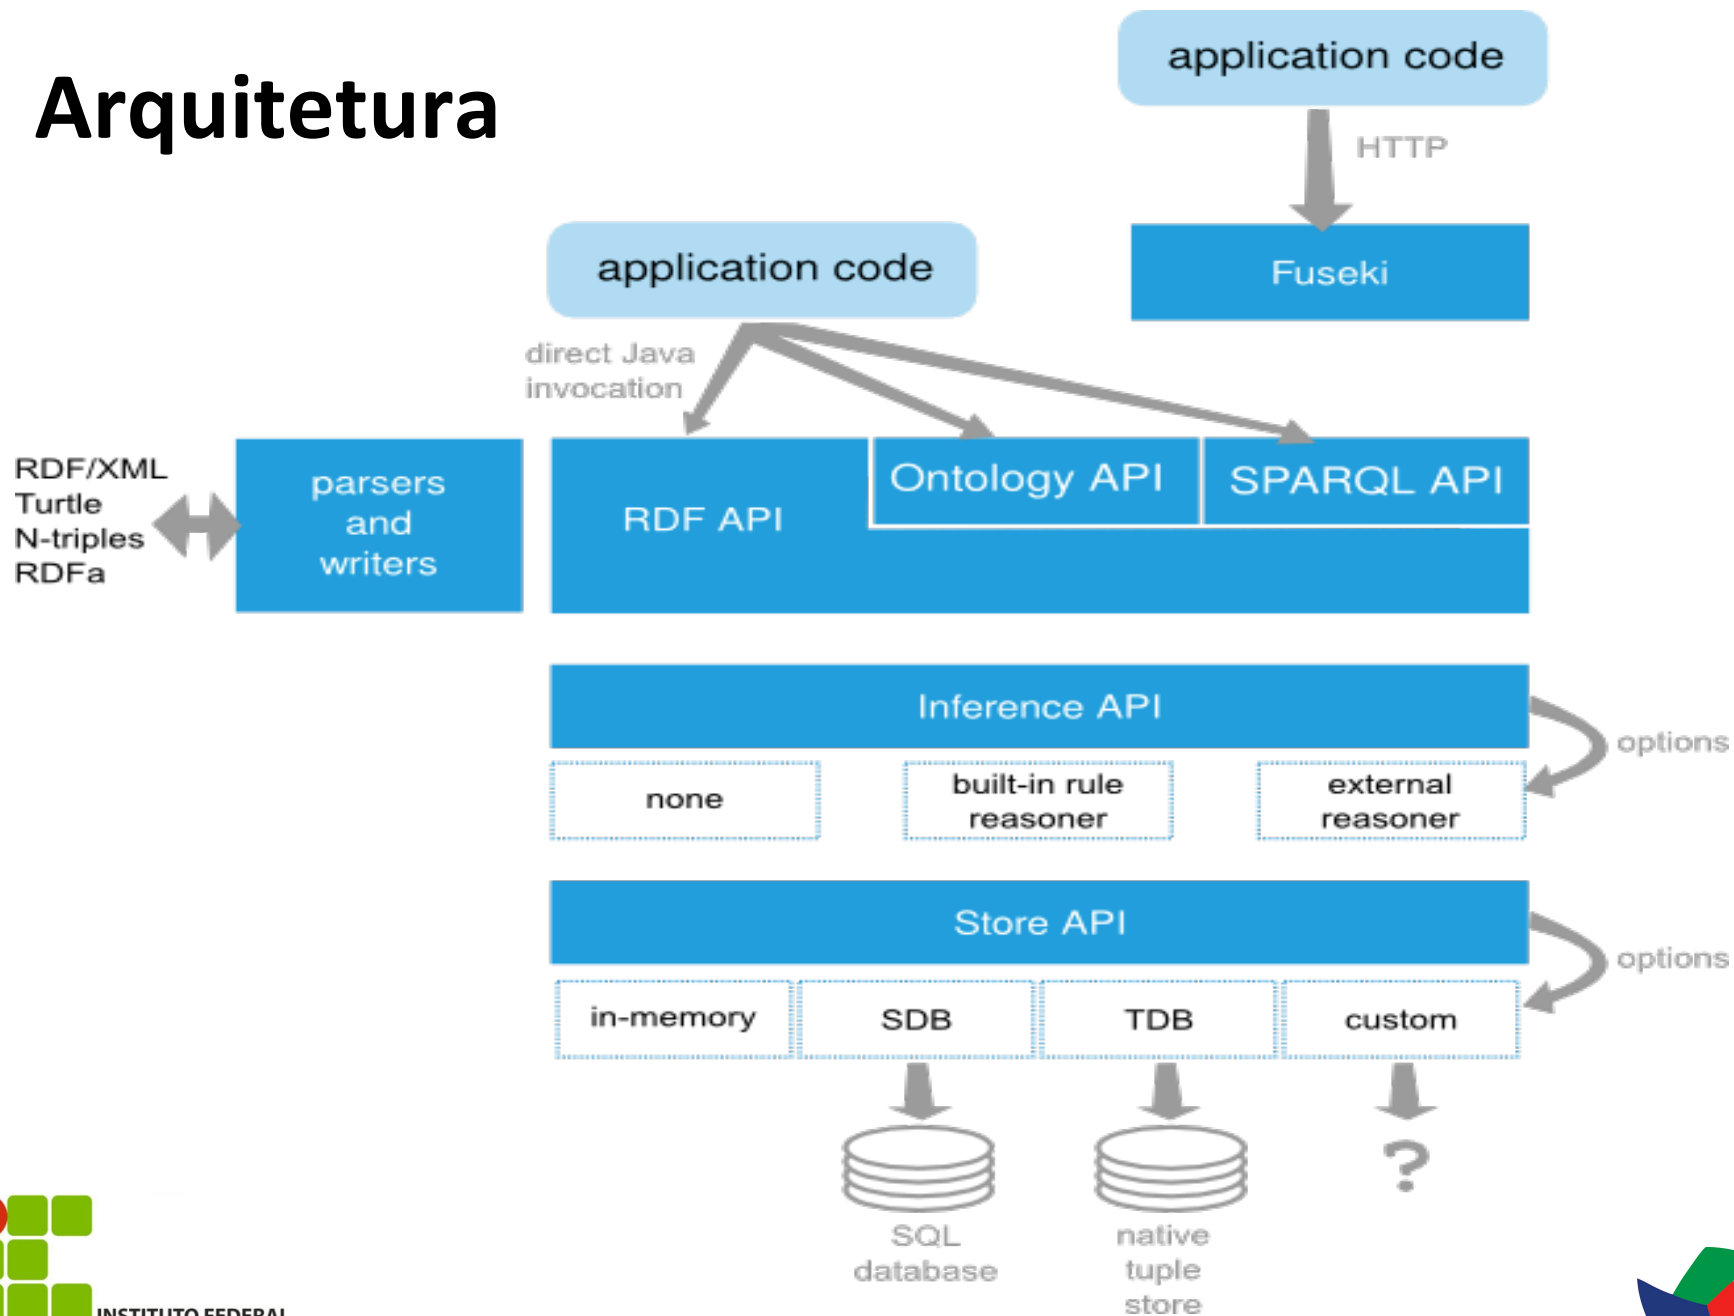 Arquitetura
application code
HTTP
Fuseki
application code
direct Java
invocation
RDF/XML
Turtle
N-triples
RDFa
parsers
and
writers
RDF API
Ontology API
SPARQL API
Inference API
options
none
built-in rule
reasoner
external
reasoner
Store API
options
in-memory
SDB
TDB
custom
?
SQL
database
native
tuple
store
INSTITUTO FEDERAL